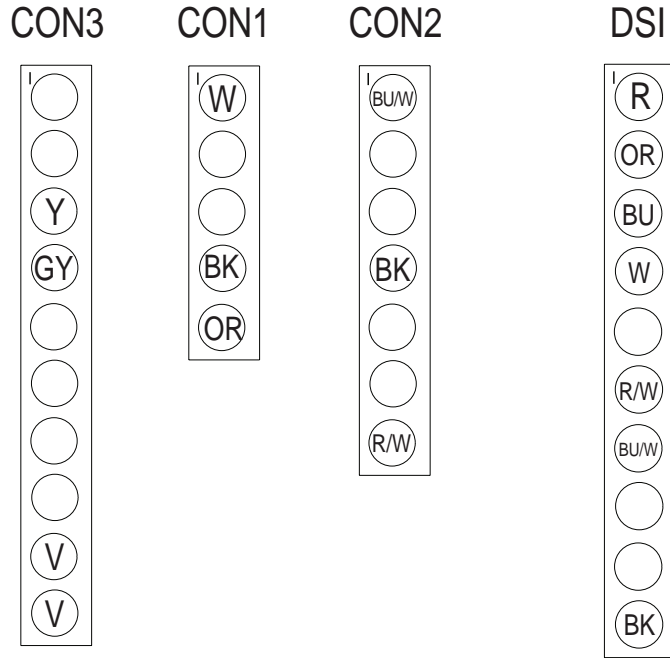 CON3 CON1 CON2 DSI
I I I I
W BU/W R
OR
Y BU
GY BK BK W
OR
R/W
R/W BU/W
V
V BK